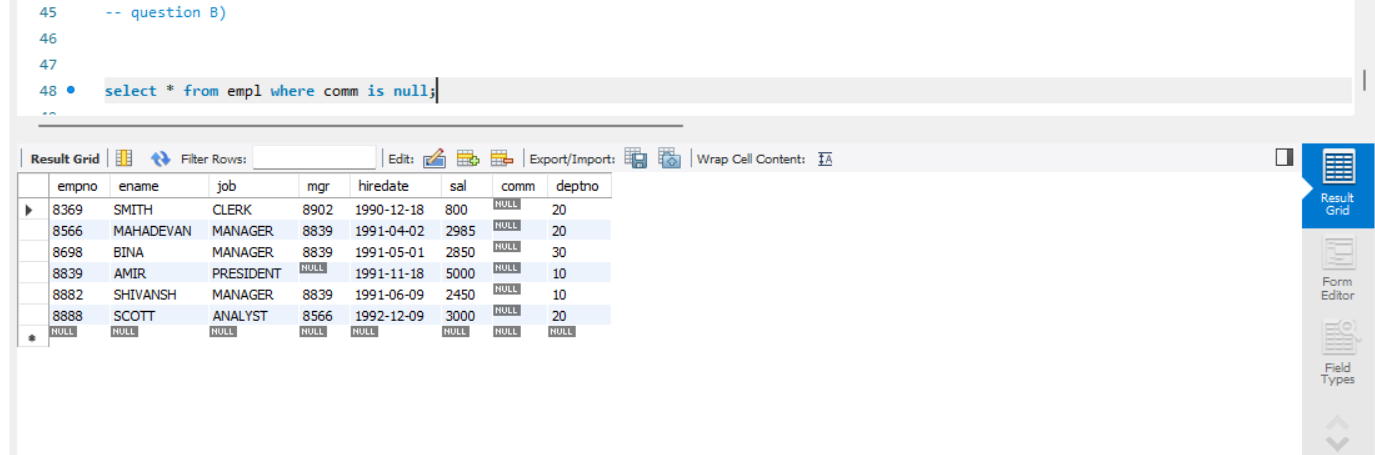 45 -- question B)
46
47
48 select * from empl where comm is null;
Result Grid Filter Rows: Edit: Export/Import: Wrap Cell Content: IA
empno ename job mgr hiredate sal comm deptno
8369 SMITH CLERK 8902 1990-12-18 800 NULL 20
8566 MAHADEVAN MANAGER 8839 1991-04-02 2985 NULL 20
8698 BINA MANAGER 8839 1991-05-01 2850 NULL 30
8839 AMIR PRESIDENT NULL 1991-11-18 5000 NULL 10
8882 SHIVANSH MANAGER 8839 1991-06-09 2450 NULL 10
8888 SCOTT ANALYST 8566 1992-12-09 3000 NULL 20
NULL NULL NULL NULL NULL NULL NULL NULL
Result
Grid
Form
Editor
Field
Types